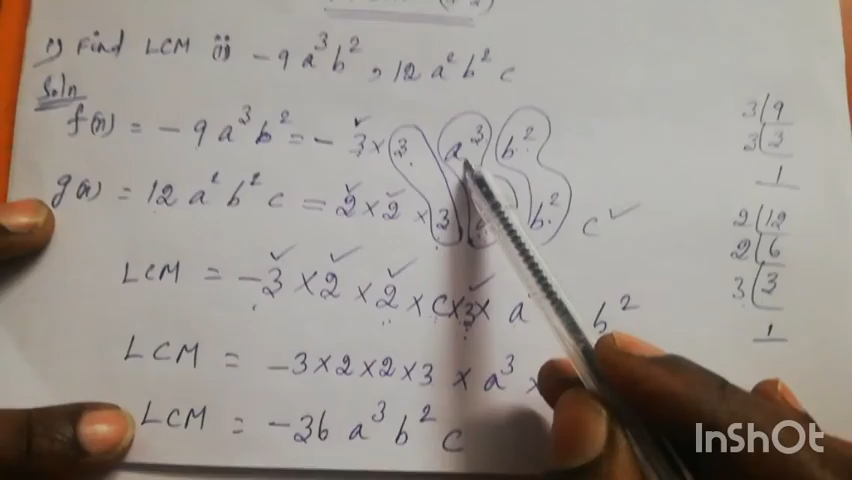 1) Find LCM (ii) -9a³b², 12a²b²c
Soln
f(x) = -9a³b² = -3×3 a³ b²
g(x) = 12a²b²c = 2×2×3 b² c
LCM = -3×2×2×c×3× a b²
LCM = -3×2×2×3×a³×
LCM = -36 a³b²c
3 | 9
3 | 3
1
2 | 12
2 | 6
3 | 3
1
InShOt